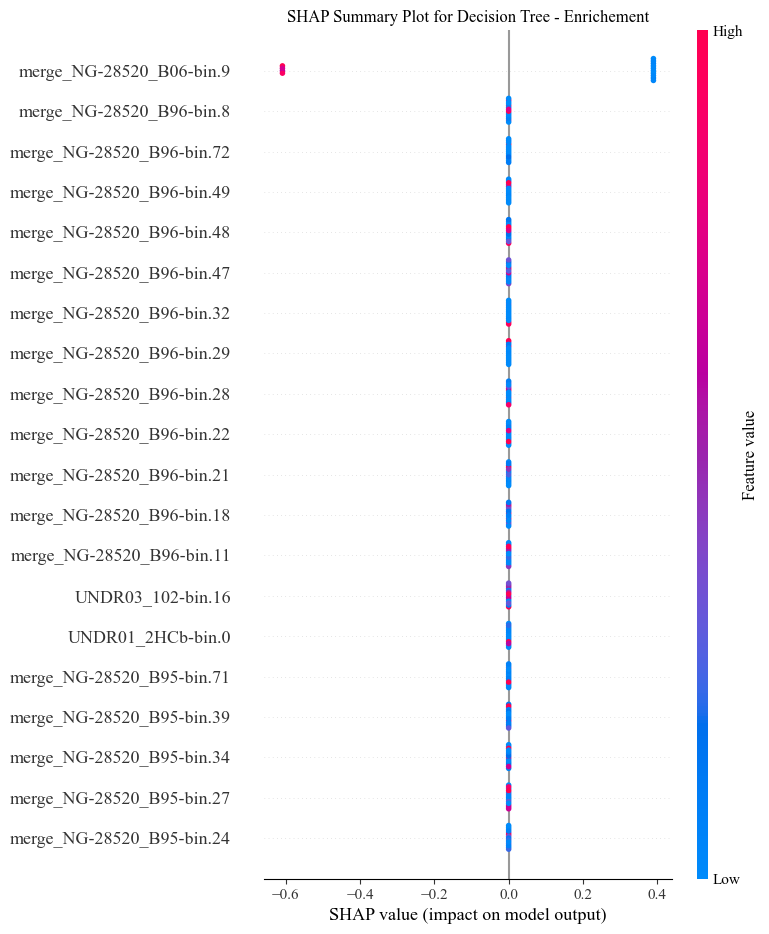 SHAP Summary Plot for Decision Tree - Enrichement
High
merge_NG-28520_B06-bin.9
merge_NG-28520_B96-bin.8
merge_NG-28520_B96-bin.72
merge_NG-28520_B96-bin.49
merge_NG-28520_B96-bin.48
merge_NG-28520_B96-bin.47
merge_NG-28520_B96-bin.32
merge_NG-28520_B96-bin.29
merge_NG-28520_B96-bin.28
merge_NG-28520_B96-bin.22
merge_NG-28520_B96-bin.21
merge_NG-28520_B96-bin.18
merge_NG-28520_B96-bin.11
UNDR03_102-bin.16
UNDR01_2HCb-bin.0
merge_NG-28520_B95-bin.71
merge_NG-28520_B95-bin.39
merge_NG-28520_B95-bin.34
merge_NG-28520_B95-bin.27
merge_NG-28520_B95-bin.24
Feature value
Low
−0.6 −0.4 −0.2 0.0 0.2 0.4
SHAP value (impact on model output)